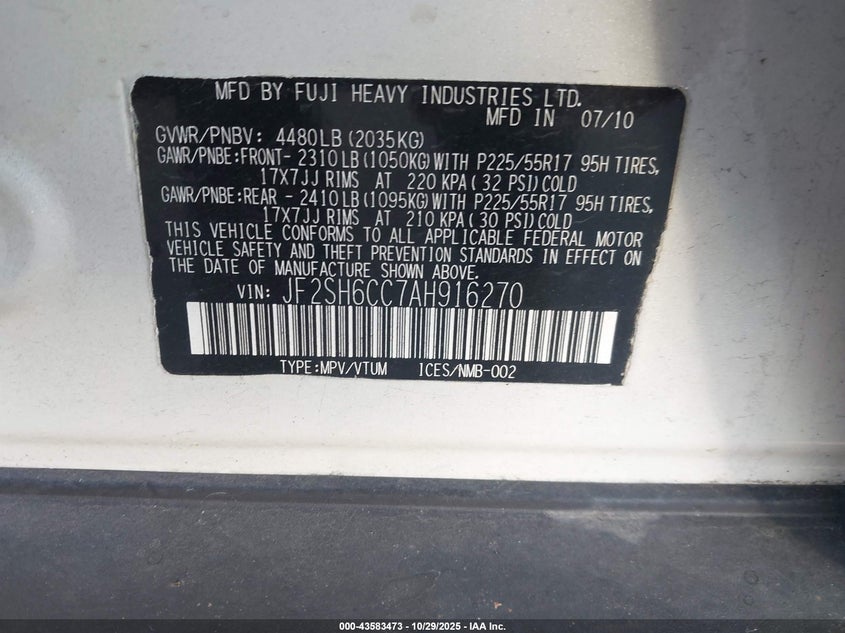 MFD BY FUJI HEAVY INDUSTRIES LTD.
MFD IN 07/10
GVWR/PNBV: 4480LB (2035KG)
GAWR/PNBE:FRONT- 2310LB (1050KG) WITH P225/55R17 95H TIRES,
17X7JJ RIMS AT 220 KPA ( 32 PSI) COLD
GAWR/PNBE:REAR - 2410LB (1095KG) WITH P225/55R17 95H TIRES,
17X7JJ RIMS AT 210 KPA ( 30 PSI) COLD
THIS VEHICLE CONFORMS TO ALL APPLICABLE FEDERAL MOTOR
VEHICLE SAFETY AND THEFT PREVENTION STANDARDS IN EFFECT ON
THE DATE OF MANUFACTURE SHOWN ABOVE.
VIN: JF2SH6CC7AH916270
TYPE:MPV/VTUM ICES/NMB-002
000-43583473 - 10/29/2025 - IAA Inc.